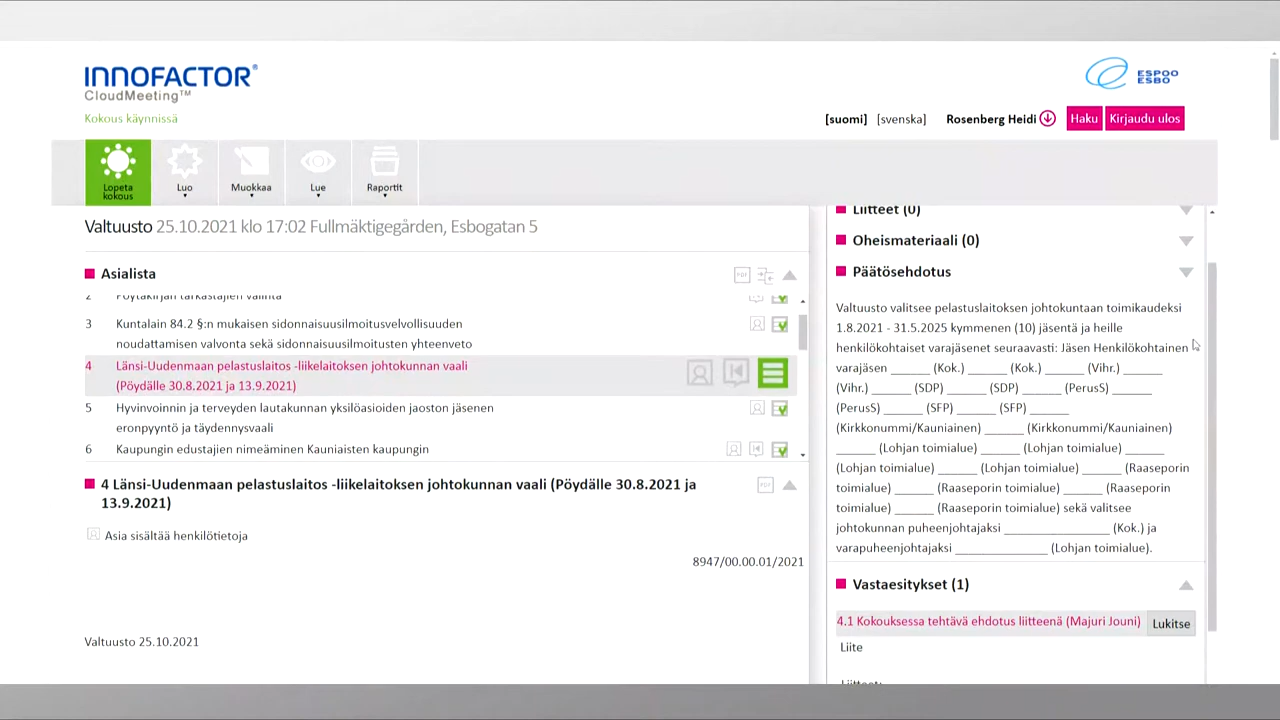 INNOFACTOR®
CloudMeeting™
ESPOO
ESBO
Kokous käynnissä
[suomi] [svenska] Rosenberg Heidi Haku Kirjaudu ulos
Lopeta
kokous
Luo
Muokkaa
Lue
Raportit
Valtuusto 25.10.2021 klo 17:02 Fullmäktigegården, Esbogatan 5
Asialista
PDF
2 Pöytäkirjan tarkastajien valinta
3 Kuntalain 84.2 §:n mukaisen sidonnaisuusilmoitusvelvollisuuden
noudattamisen valvonta sekä sidonnaisuusilmoitusten yhteenveto
4 Länsi-Uudenmaan pelastuslaitos -liikelaitoksen johtokunnan vaali
(Pöydälle 30.8.2021 ja 13.9.2021)
5 Hyvinvoinnin ja terveyden lautakunnan yksilöasioiden jaoston jäsenen
eronpyyntö ja täydennysvaali
6 Kaupungin edustajien nimeäminen Kauniaisten kaupungin
4 Länsi-Uudenmaan pelastuslaitos -liikelaitoksen johtokunnan vaali (Pöydälle 30.8.2021 ja
13.9.2021)
PDF
Asia sisältää henkilötietoja
8947/00.00.01/2021
Valtuusto 25.10.2021
Liitteet (0)
Oheismateriaali (0)
Päätösehdotus
Valtuusto valitsee pelastuslaitoksen johtokuntaan toimikaudeksi
1.8.2021 - 31.5.2025 kymmenen (10) jäsentä ja heille
henkilökohtaiset varajäsenet seuraavasti: Jäsen Henkilökohtainen
varajäsen ______ (Kok.) ______ (Kok.) ______ (Vihr.) ______
(Vihr.) ______ (SDP) ______ (SDP) ______ (PerusS) ______
(PerusS) ______ (SFP) ______ (SFP) ______
(Kirkkonummi/Kauniainen) ______ (Kirkkonummi/Kauniainen)
______ (Lohjan toimialue) ______ (Lohjan toimialue) ______
(Lohjan toimialue) ______ (Lohjan toimialue) ______ (Raaseporin
toimialue) ______ (Raaseporin toimialue) ______ (Raaseporin
toimialue) ______ (Raaseporin toimialue) sekä valitsee
johtokunnan puheenjohtajaksi ________________ (Kok.) ja
varapuheenjohtajaksi ______________ (Lohjan toimialue).
Vastaesitykset (1)
4.1 Kokouksessa tehtävä ehdotus liitteenä (Majuri Jouni) Lukitse
Liite
Liitteet: